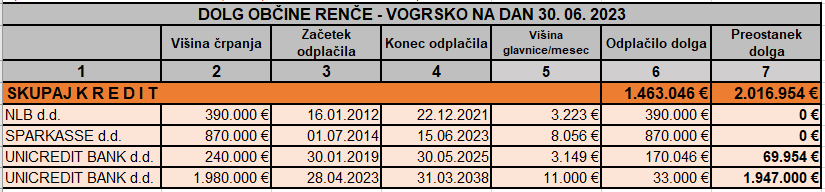 DOLG OBČINE RENČE - VOGRSKO NA DAN 30. 06. 2023
Višina črpanja Začetek odplačila Konec odplačila Višina glavnice/mesec Odplačilo dolga Preostanek dolga
1 2 3 4 5 6 7
SKUPAJ K R E D I T 1.463.046 € 2.016.954 €
NLB d.d. 390.000 € 16.01.2012 22.12.2021 3.223 € 390.000 € 0 €
SPARKASSE d.d. 870.000 € 01.07.2014 15.06.2023 8.056 € 870.000 € 0 €
UNICREDIT BANK d.d. 240.000 € 30.01.2019 30.05.2025 3.149 € 170.046 € 69.954 €
UNICREDIT BANK d.d. 1.980.000 € 28.04.2023 31.03.2038 11.000 € 33.000 € 1.947.000 €